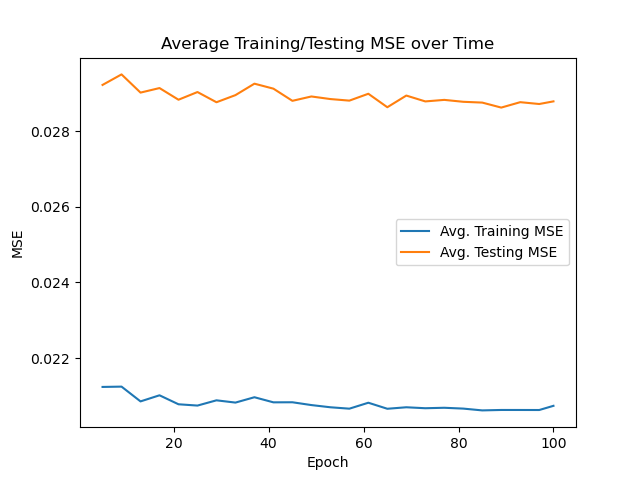 Average Training/Testing MSE over Time
MSE
0.028
0.026
0.024
0.022
Avg. Training MSE
Avg. Testing MSE
20
40
60
80
100
Epoch